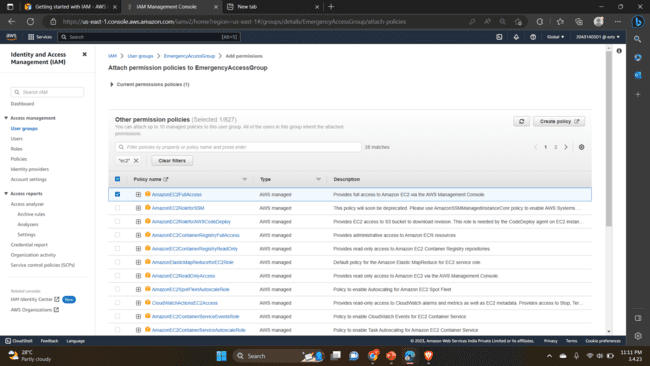 Getting started with IAM - AWS
IAM Management Console
New tab
https://us-east-1.console.aws.amazon.com/iamv2/home?region=us-east-1#/groups/details/EmergencyAccessGroup/attach-policies
aws
Services
Search
[Alt+S]
Global
Identity and Access Management (IAM)
Search IAM
Dashboard
Access management
User groups
Users
Roles
Policies
Identity providers
Account settings
Access reports
Access analyzer
Archive rules
Analyzers
Settings
Credential report
Organization activity
Service control policies (SCPs)
Related consoles
IAM Identity Center
New
AWS Organizations
IAM
User groups
EmergencyAccessGroup
Add permissions
Attach permission policies to EmergencyAccessGroup
Current permissions policies (1)
Other permission policies (Selected 1/827)
You can attach up to 10 managed policies to this user group. All of the users in this group inherit the attached permissions.
Create policy
Filter policies by property or policy name and press enter
1 2
"ec2"
Clear filters
Policy name
Type
Description
AmazonEC2FullAccess
AWS managed
Provides full access to Amazon EC2 via the AWS Management Console.
AmazonEC2RoleforSSM
AWS managed
This policy will soon be deprecated. Please use AmazonSSMManagedInstanceCore policy to enable AWS Systems ...
AmazonEC2RoleforAWSCodeDeploy
AWS managed
Provides EC2 access to S3 bucket to download revision. This role is needed by the CodeDeploy agent on EC2 instan...
AmazonEC2ContainerRegistryFullAccess
AWS managed
Provides administrative access to Amazon ECR resources
AmazonEC2ContainerRegistryReadOnly
AWS managed
Provides read-only access to Amazon EC2 Container Registry repositories.
AmazonElasticMapReduceforEC2Role
AWS managed
Default policy for the Amazon Elastic MapReduce for EC2 service role.
AmazonEC2ReadOnlyAccess
AWS managed
Provides read only access to Amazon EC2 via the AWS Management Console.
AmazonEC2SpotFleetAutoscaleRole
AWS managed
Policy to enable Autoscaling for Amazon EC2 Spot Fleet
CloudWatchActionsEC2Access
AWS managed
Provides read-only access to CloudWatch alarms and metrics as well as EC2 metadata. Provides access to Stop, Ter...
AmazonEC2ContainerServiceEventsRole
AWS managed
Policy to enable CloudWatch Events for EC2 Container Service
AmazonEC2ContainerServiceAutoscaleRole
AWS managed
Policy to enable Task Autoscaling for Amazon EC2 Container Service
CloudShell
Feedback
Language
© 2023, Amazon Web Services India Private Limited or its affiliates.
Privacy
Terms
Cookie preferences
28°C
Partly cloudy
Search
11:11 PM
3.4.23